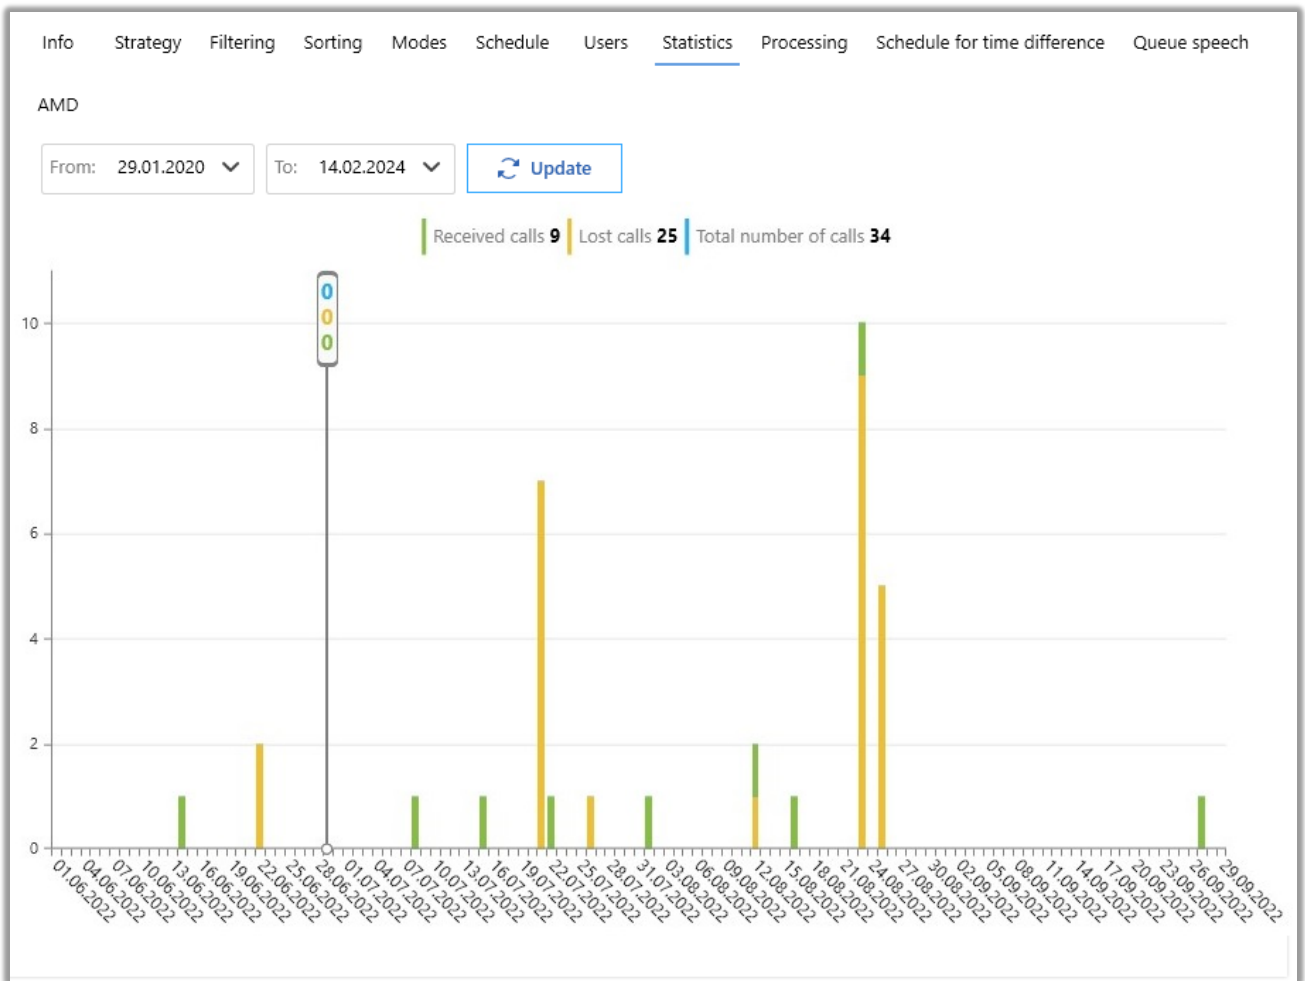 Info Strategy Filtering Sorting Modes Schedule Users Statistics Processing Schedule for time difference Queue speech
AMD
From: 29.01.2020 To: 14.02.2024 Update
Received calls 9 Lost calls 25 Total number of calls 34
0
0
0
10
8
6
4
2
0
01.06.2022 04.06.2022 07.06.2022 10.06.2022 13.06.2022 16.06.2022 19.06.2022 22.06.2022 25.06.2022 28.06.2022 01.07.2022 04.07.2022 07.07.2022 10.07.2022 13.07.2022 16.07.2022 19.07.2022 22.07.2022 25.07.2022 28.07.2022 31.07.2022 03.08.2022 06.08.2022 09.08.2022 12.08.2022 15.08.2022 18.08.2022 21.08.2022 24.08.2022 27.08.2022 30.08.2022 02.09.2022 05.09.2022 08.09.2022 11.09.2022 14.09.2022 17.09.2022 20.09.2022 23.09.2022 26.09.2022 29.09.2022